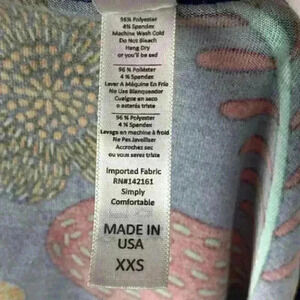 96% Polyester
4% Spandex
Machine Wash Cold
Do Not Bleach
Hang Dry
or you'll be sad
96 % Poliéster
4 % Spandex
Lavar A Máquina En Frío
No Use Blanqueador
Cuelgue en seco
o estarás triste
96 % Polyester
4 % Spandex
Lavage en machine à froid
Ne Pas Javelliser
Accrochez sec
ou vous serez triste
Imported Fabric
RN#142161
Simply
Comfortable
MADE IN
USA
XXS